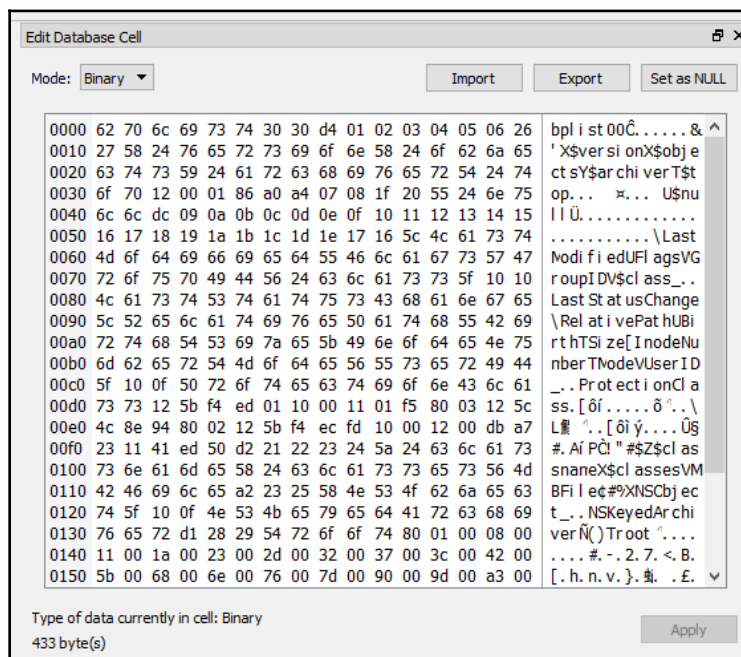 Edit Database Cell
Mode: Binary Import Export Set as NULL
0000 62 70 6c 69 73 74 30 30 d4 01 02 03 04 05 06 26 bplist00Ô......&
0010 27 58 24 76 65 72 73 69 6f 6e 58 24 6f 62 6a 65 'X$versionX$obje
0020 63 74 73 59 24 61 72 63 68 69 76 65 72 54 24 74 ctsY$archiverT$t
0030 6f 70 12 00 01 86 a0 a4 07 08 1f 20 55 24 6e 75 op... ¤... U$nu
0040 6c 6c dc 09 0a 0b 0c 0d 0e 0f 10 11 12 13 14 15 llÜ.............
0050 16 17 18 19 1a 1b 1c 1d 1e 17 16 5c 4c 61 73 74 ...........\Last
0060 4d 6f 64 69 66 69 65 64 55 46 6c 61 67 73 57 47 ModifiedUFlagsWG
0070 72 6f 75 70 49 44 56 24 63 6c 61 73 73 5f 10 10 roupIDV$class_..
0080 4c 61 73 74 53 74 61 74 75 73 43 68 61 6e 67 65 LastStatusChange
0090 5c 52 65 6c 61 74 69 76 65 50 61 74 68 55 42 69 \RelativePathUBi
00a0 72 74 68 54 53 69 7a 65 5b 49 6e 6f 64 65 4e 75 rthTSize[InodeNu
00b0 6d 62 65 72 54 4d 6f 64 65 56 55 73 65 72 49 44 mberTModeVUserID
00c0 5f 10 0f 50 72 6f 74 65 63 74 69 6f 6e 43 6c 61 _..ProtectionCla
00d0 73 73 12 5b f4 ed 01 10 00 11 01 f5 80 03 12 5c ss.[ôí.....õ ..\
00e0 4c 8e 94 80 02 12 5b f4 ec fd 10 00 12 00 db a7 ..[ôìý....Û§
00f0 23 11 41 ed 50 d2 21 22 23 24 5a 24 63 6c 61 73 #.AíPÒ!"#$Z$clas
0100 73 6e 61 6d 65 58 24 63 6c 61 73 73 65 73 56 4d snameX$classesVM
0110 42 46 69 6c 65 a2 23 25 58 4e 53 4f 62 6a 65 63 BFile¢#%XNSObjec
0120 74 5f 10 0f 4e 53 4b 65 79 65 64 41 72 63 68 69 t_..NSKeyedArchi
0130 76 65 72 d1 28 29 54 72 6f 6f 74 80 01 00 08 00 verÑ()Troot ....
0140 11 00 1a 00 23 00 2d 00 32 00 37 00 3c 00 42 00 ....#.-.2.7.<.B.
0150 5b 00 68 00 6e 00 76 00 7d 00 90 00 9d 00 a3 00 [.h.n.v.}. .£.
Type of data currently in cell: Binary
433 byte(s) Apply